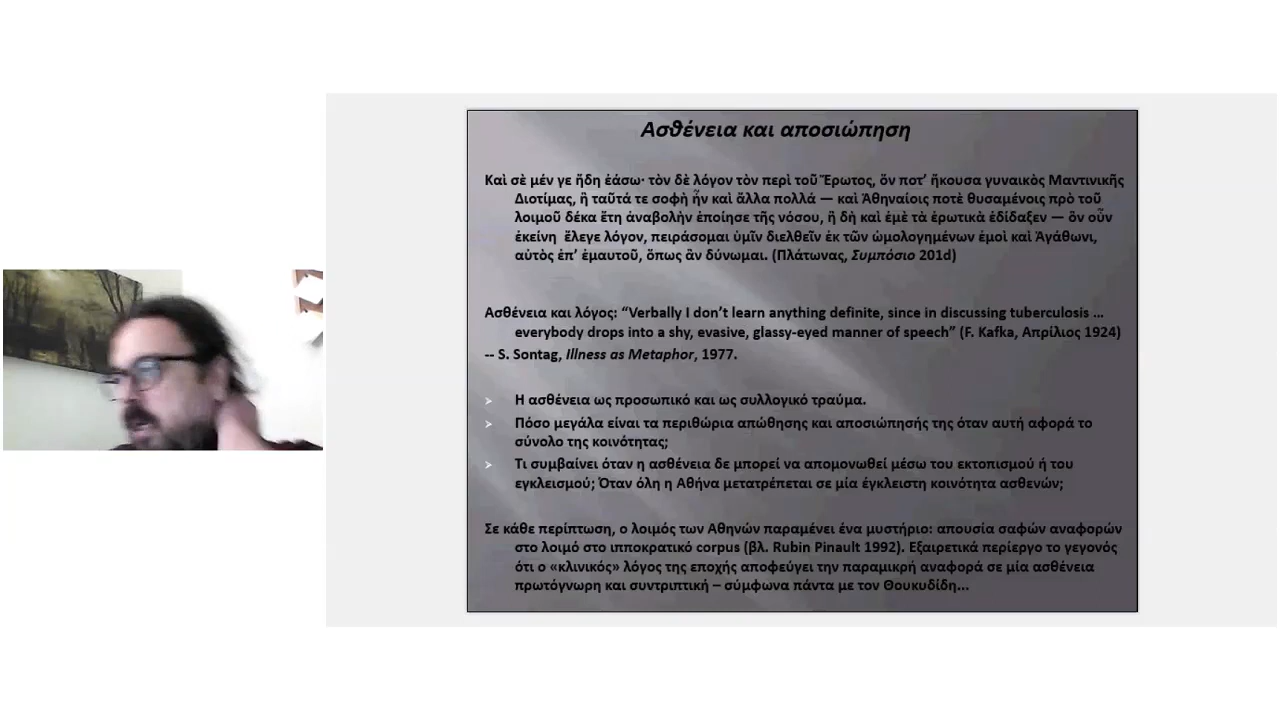 Ασθένεια και αποσιώπηση
Καὶ σὲ μέν γε ἤδη ἐάσω· τὸν δὲ λόγον τὸν περὶ τοῦ Ἔρωτος, ὅν ποτ’ ἤκουσα γυναικὸς Μαντινικῆς
Διοτίμας, ἣ ταῦτά τε σοφὴ ἦν καὶ ἄλλα πολλά — καὶ Ἀθηναίοις ποτὲ θυσαμένοις πρὸ τοῦ
λοιμοῦ δέκα ἔτη ἀναβολὴν ἐποίησε τῆς νόσου, ἣ δὴ καὶ ἐμὲ τὰ ἐρωτικὰ ἐδίδαξεν — ὃν οὖν
ἐκείνη ἔλεγε λόγον, πειράσομαι ὑμῖν διελθεῖν ἐκ τῶν ὡμολογημένων ἐμοὶ καὶ Ἀγάθωνι,
αὐτὸς ἐπ’ ἐμαυτοῦ, ὅπως ἂν δύνωμαι. (Πλάτωνας, Συμπόσιο 201d)
Ασθένεια και λόγος: “Verbally I don’t learn anything definite, since in discussing tuberculosis …
everybody drops into a shy, evasive, glassy-eyed manner of speech” (F. Kafka, Απρίλιος 1924)
-- S. Sontag, Illness as Metaphor, 1977.
Η ασθένεια ως προσωπικό και ως συλλογικό τραύμα.
Πόσο μεγάλα είναι τα περιθώρια απώθησης και αποσιώπησής της όταν αυτή αφορά το
σύνολο της κοινότητας;
Τι συμβαίνει όταν η ασθένεια δε μπορεί να απομονωθεί μέσω του εκτοπισμού ή του
εγκλεισμού; Όταν όλη η Αθήνα μετατρέπεται σε μία έγκλειστη κοινότητα ασθενών;
Σε κάθε περίπτωση, ο λοιμός των Αθηνών παραμένει ένα μυστήριο: απουσία σαφών αναφορών
στο λοιμό στο ιπποκρατικό corpus (βλ. Rubin Pinault 1992). Εξαιρετικά περίεργο το γεγονός
ότι ο «κλινικός» λόγος της εποχής αποφεύγει την παραμικρή αναφορά σε μία ασθένεια
πρωτόγνωρη και συντριπτική – σύμφωνα πάντα με τον Θουκυδίδη...